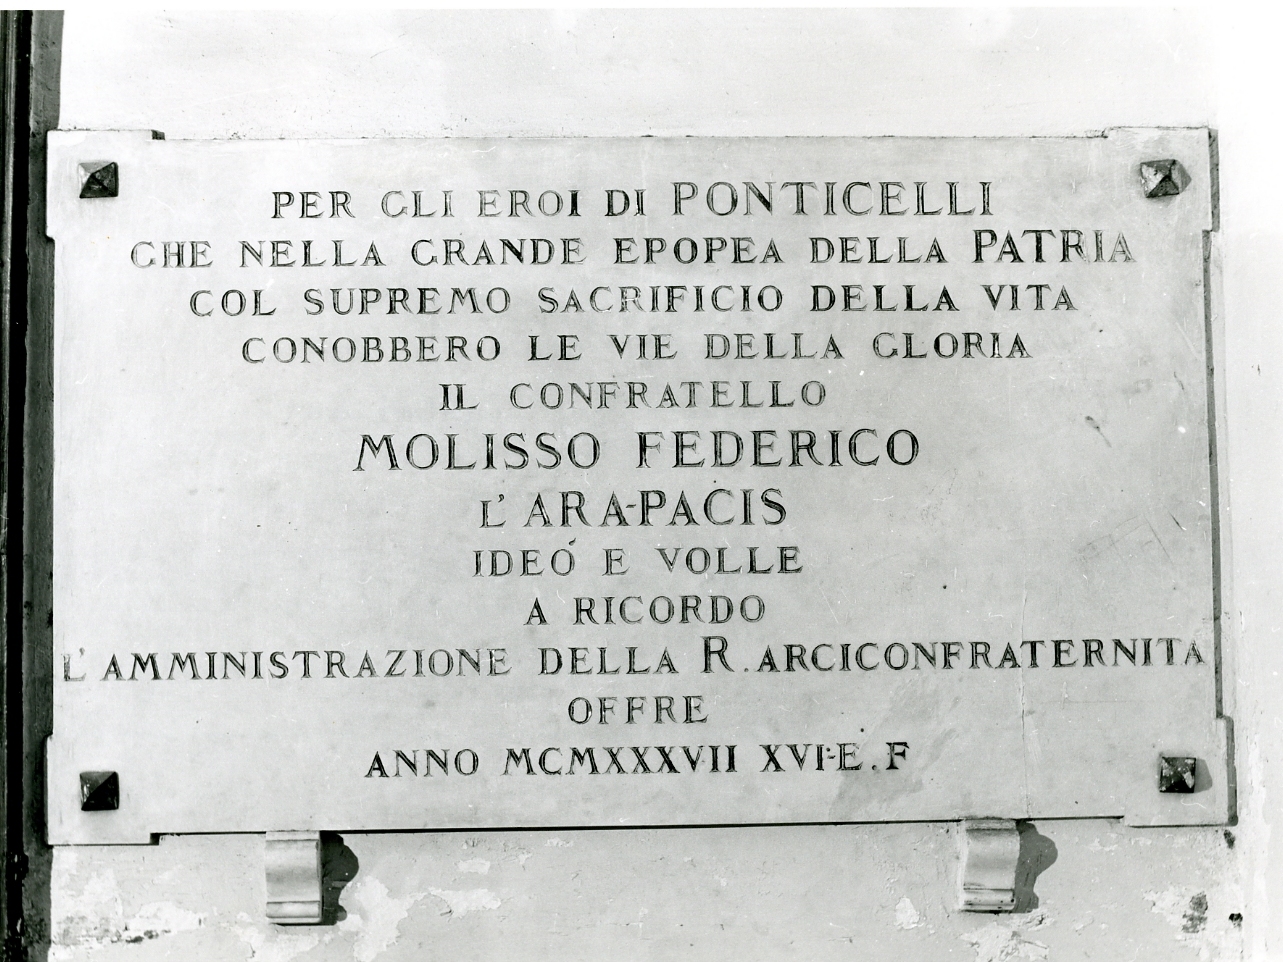 PER GLI EROI DI PONTICELLI
CHE NELLA GRANDE EPOPEA DELLA PATRIA
COL SUPREMO SACRIFICIO DELLA VITA
CONOBBERO LE VIE DELLA GLORIA
IL CONFRATELLO
MOLISSO FEDERICO
L'ARA-PACIS
IDEÓ E VOLLE
A RICORDO
L'AMMINISTRAZIONE DELLA R. ARCICONFRATERNITA
OFFRE
ANNO MCMXXXVII XVI-E.F